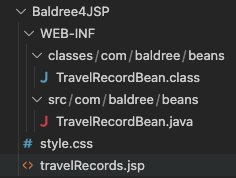 Baldree4JSP
WEB-INF
classes/com/baldree/beans
J TravelRecordBean.class
src/com/baldree/beans
J TravelRecordBean.java
# style.css
<> travelRecords.jsp